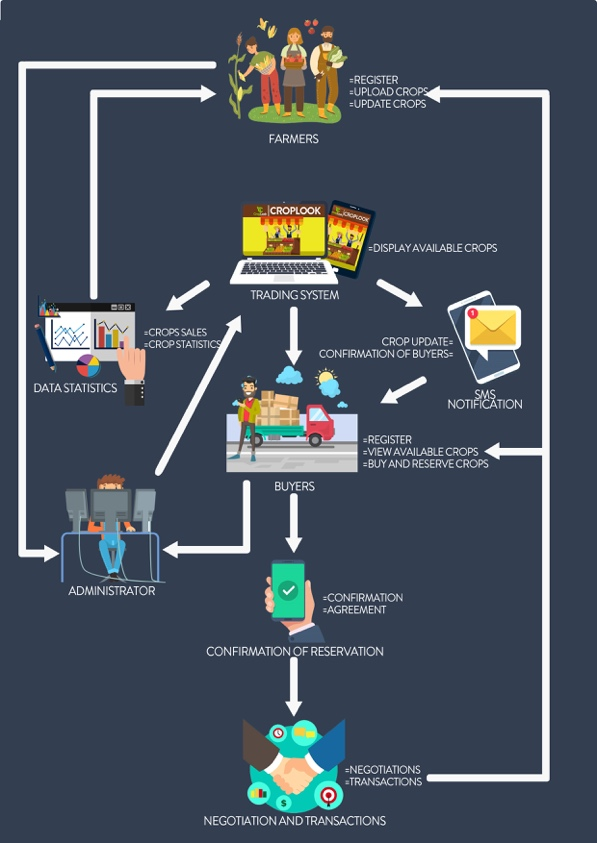 =REGISTER
=UPLOAD CROPS
=UPDATE CROPS
FARMERS
CROPLOOK
CROPLOOK
=DISPLAY AVAILABLE CROPS
TRADING SYSTEM
=CROPS SALES
=CROP STATISTICS
DATA STATISTICS
1
CROP UPDATE=
CONFIRMATION OF BUYERS=
SMS
NOTIFICATION
=REGISTER
=VIEW AVAILABLE CROPS
=BUY AND RESERVE CROPS
BUYERS
ADMINISTRATOR
=CONFIRMATION
=AGREEMENT
CONFIRMATION OF RESERVATION
=NEGOTIATIONS
=TRANSACTIONS
$
NEGOTIATION AND TRANSACTIONS